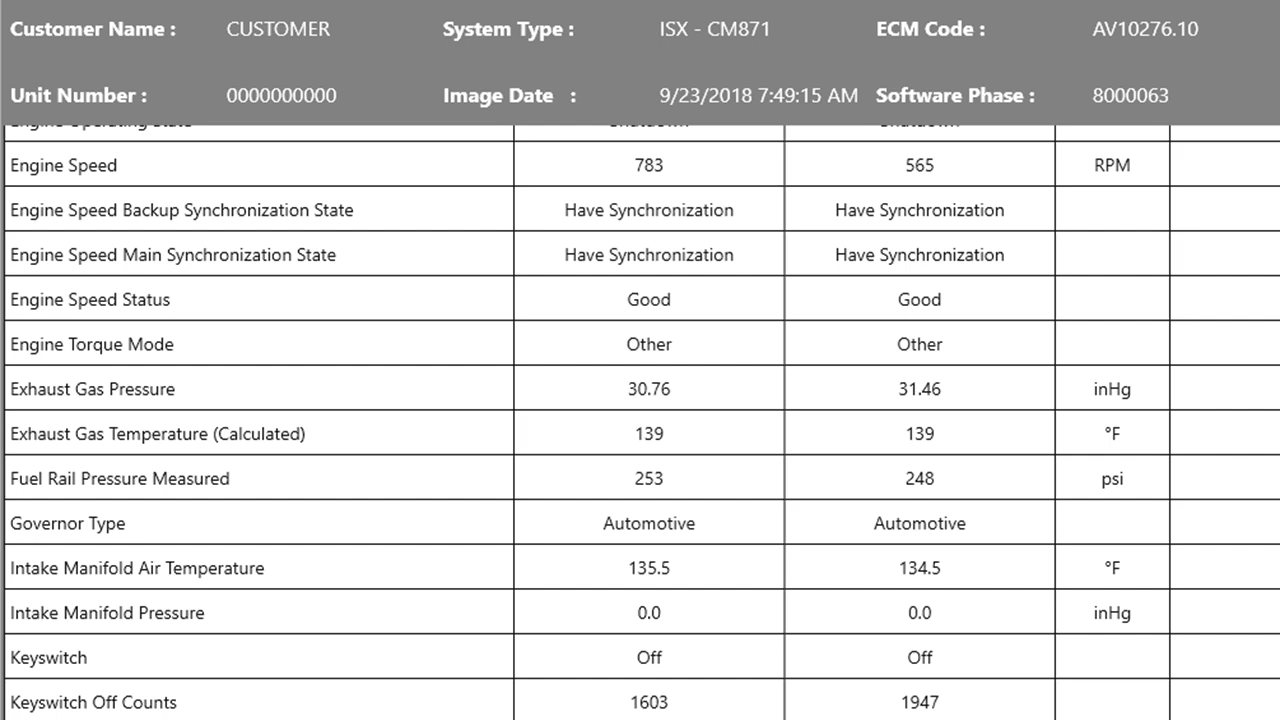 Customer Name : CUSTOMER System Type : ISX - CM871 ECM Code : AV10276.10
Unit Number : 0000000000 Image Date : 9/23/2018 7:49:15 AM Software Phase : 8000063
Engine Operating State Shutdown Shutdown
Engine Speed 783 565 RPM
Engine Speed Backup Synchronization State Have Synchronization Have Synchronization
Engine Speed Main Synchronization State Have Synchronization Have Synchronization
Engine Speed Status Good Good
Engine Torque Mode Other Other
Exhaust Gas Pressure 30.76 31.46 inHg
Exhaust Gas Temperature (Calculated) 139 139 °F
Fuel Rail Pressure Measured 253 248 psi
Governor Type Automotive Automotive
Intake Manifold Air Temperature 135.5 134.5 °F
Intake Manifold Pressure 0.0 0.0 inHg
Keyswitch Off Off
Keyswitch Off Counts 1603 1947